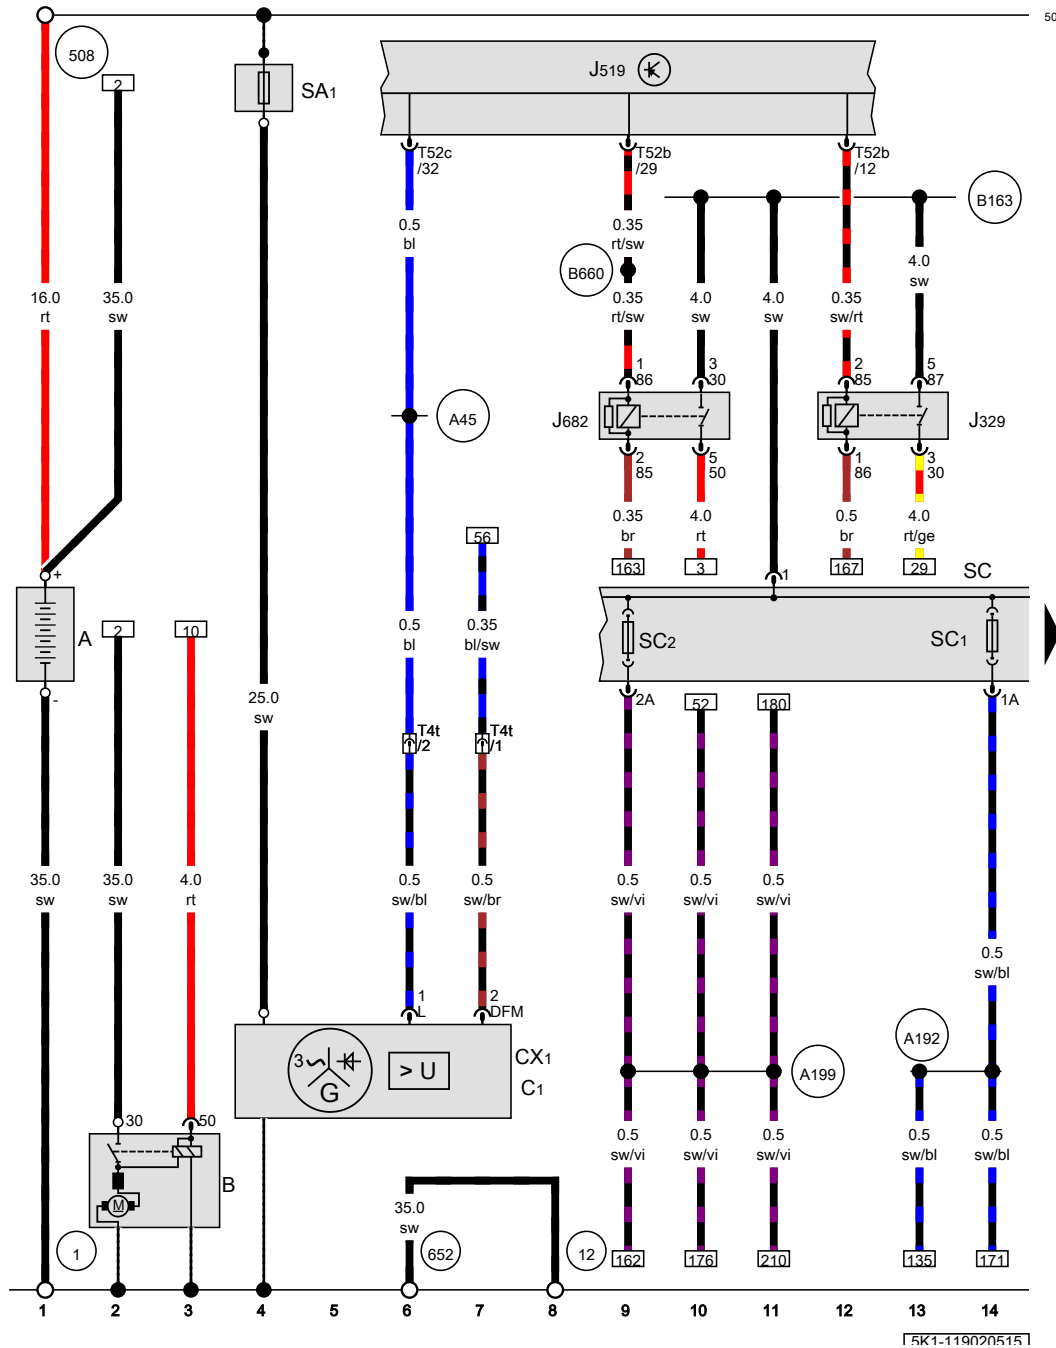 50
508
2
SA1
J519
T52c
/32
T52b
/29
T52b
/12
B163
0.5
bl
0.35
rt/sw
B660
4.0
sw
16.0
rt
35.0
sw
0.35
rt/sw
4.0
sw
4.0
sw
0.35
sw/rt
1
86
3
30
2
85
5
87
A45
J682
J329
2
85
5
50
1
86
3
30
0.35
br
4.0
rt
0.5
br
4.0
rt/ge
56
163
3
167
29
SC
+
1
A
2
10
0.5
bl
0.35
bl/sw
SC2
SC1
-
25.0
sw
2A
52
180
1A
T4t
/2
T4t
/1
35.0
sw
35.0
sw
4.0
rt
0.5
sw/bl
0.5
sw/br
0.5
sw/vi
0.5
sw/vi
0.5
sw/vi
0.5
sw/bl
1
L
2
DFM
3
G
> U
CX1
C1
A192
A199
30
50
0.5
sw/vi
0.5
sw/vi
0.5
sw/vi
0.5
sw/bl
0.5
sw/bl
M
B
35.0
sw
1
652
12
162
176
210
135
171
1 2 3 4 5 6 7 8 9 10 11 12 13 14
5K1-119020515